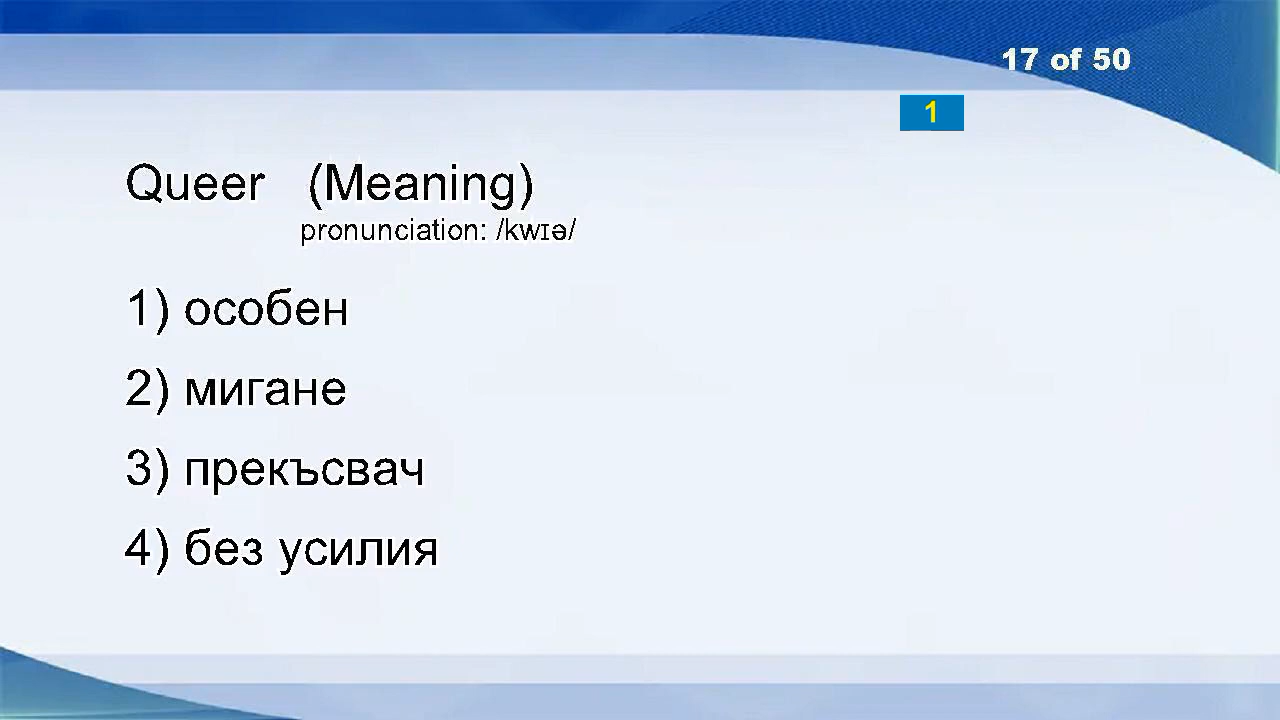 17 of 50
1
Queer (Meaning)
pronunciation: /kwɪə/
1) особен
2) мигане
3) прекъсвач
4) без усилия